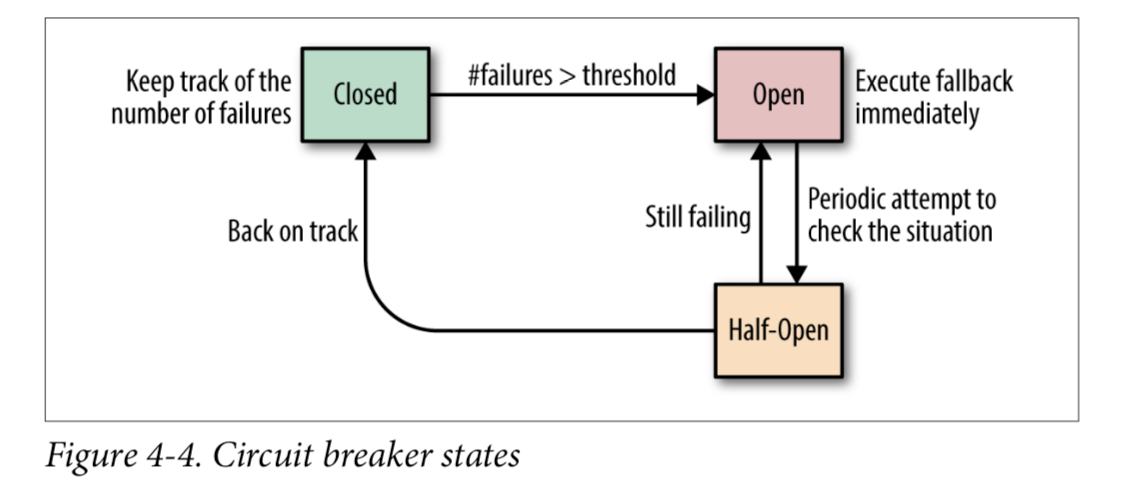 Keep track of the
number of failures
Closed
#failures > threshold
Open
Execute fallback
immediately
Back on track
Still failing
Periodic attempt to
check the situation
Half-Open
Figure 4-4. Circuit breaker states